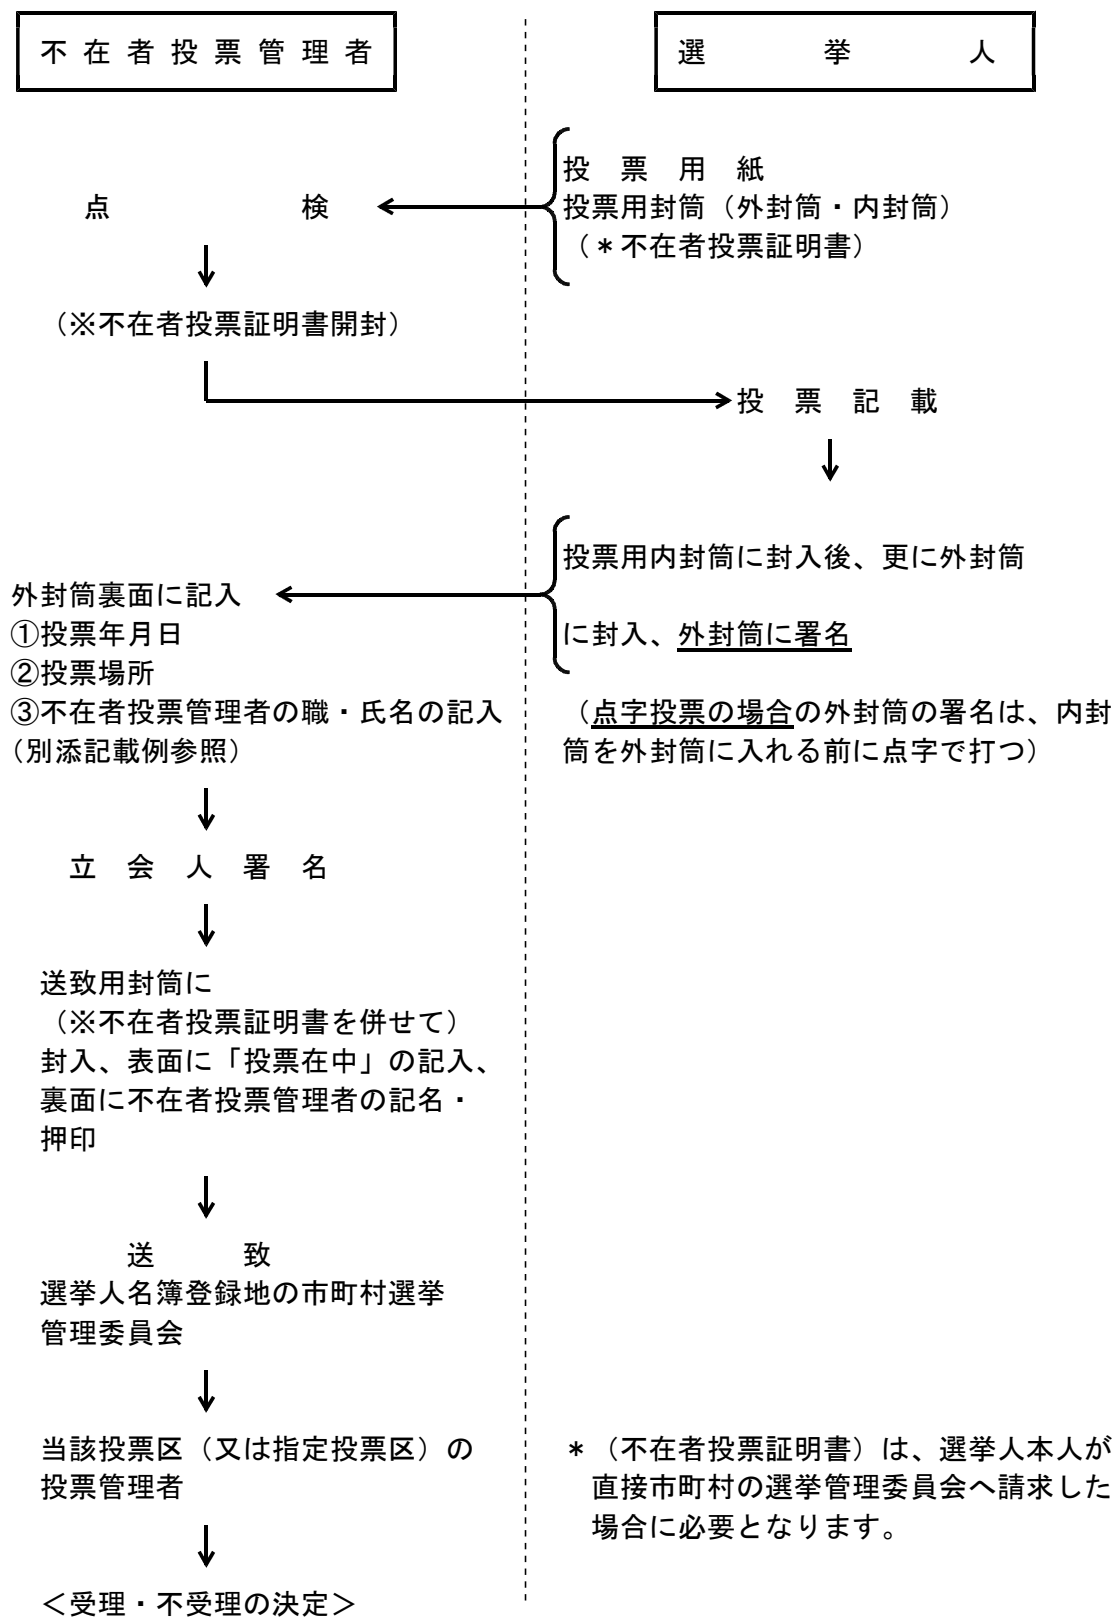 不在者投票管理者
選挙人
投票用紙
点検
投票用封筒（外封筒・内封筒）
（＊不在者投票証明書）
（※不在者投票証明書開封）
投票記載
投票用内封筒に封入後、更に外封筒
に封入、外封筒に署名
（点字投票の場合の外封筒の署名は、内封
筒を外封筒に入れる前に点字で打つ）
外封筒裏面に記入
①投票年月日
②投票場所
③不在者投票管理者の職・氏名の記入
（別添記載例参照）
立会人署名
送致用封筒に
（※不在者投票証明書を併せて）
封入、表面に「投票在中」の記入、
裏面に不在者投票管理者の記名・
押印
送致
選挙人名簿登録地の市町村選挙
管理委員会
当該投票区（又は指定投票区）の
投票管理者
＜受理・不受理の決定＞
＊（不在者投票証明書）は、選挙人本人が
直接市町村の選挙管理委員会へ請求した
場合に必要となります。